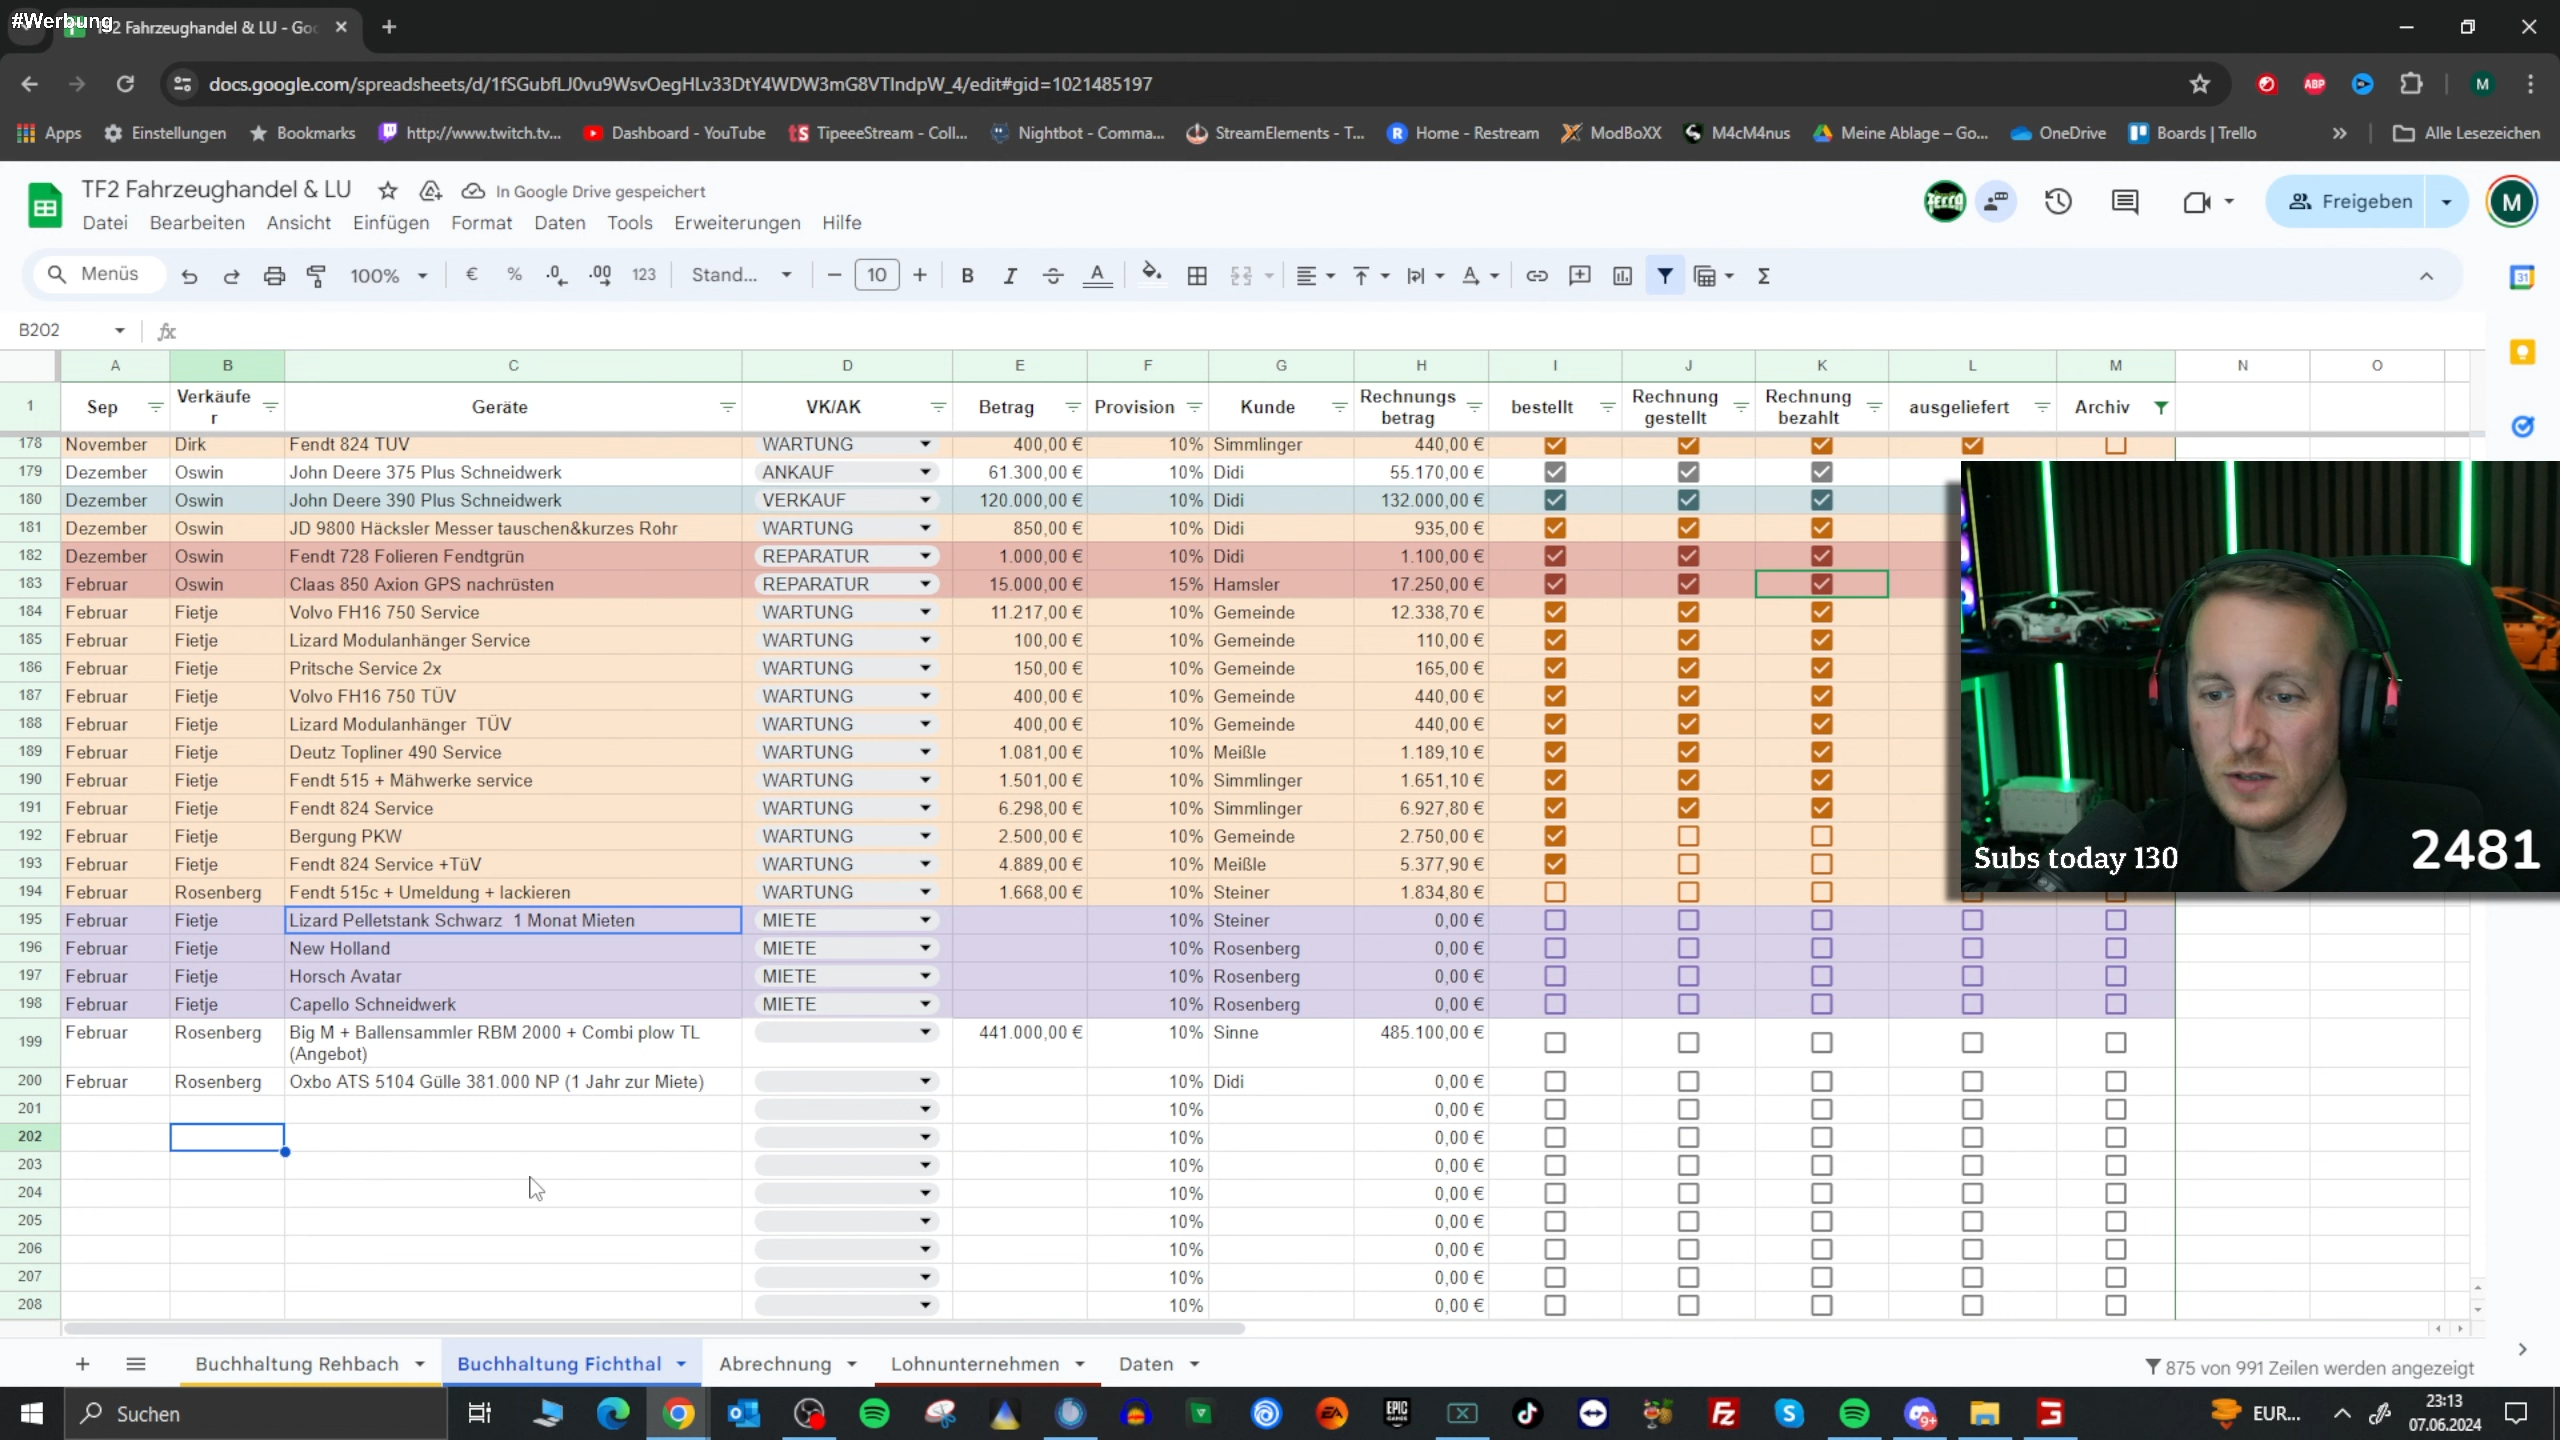 #Werbung
TF2 Fahrzeughandel & LU - Goo
docs.google.com/spreadsheets/d/1fSGubfLJ0vu9WsvOegHLv33DtY4WDW3mG8VTIndpW_4/edit#gid=1021485197
M
Apps Einstellungen Bookmarks http://www.twitch.tv... Dashboard - YouTube TipeeeStream - Coll... Nightbot - Comma... StreamElements - T... Home - Restream ModBoXX M4cM4nus Meine Ablage – Go... OneDrive Boards | Trello » Alle Lesezeichen
TF2 Fahrzeughandel & LU In Google Drive gespeichert
Datei Bearbeiten Ansicht Einfügen Format Daten Tools Erweiterungen Hilfe
Freigeben M
Menüs 100% € % .0 .00 123 Stand... 10 B I A Σ
B202 fx
A B C D E F G H I J K L M N O
1 Sep Verkäufer Geräte VK/AK Betrag Provision Kunde Rechnungsbetrag bestellt Rechnung gestellt Rechnung bezahlt ausgeliefert Archiv
178 November Dirk Fendt 824 TÜV WARTUNG 400,00 € 10% Simmlinger 440,00 €
179 Dezember Oswin John Deere 375 Plus Schneidwerk ANKAUF 61.300,00 € 10% Didi 55.170,00 €
180 Dezember Oswin John Deere 390 Plus Schneidwerk VERKAUF 120.000,00 € 10% Didi 132.000,00 €
181 Dezember Oswin JD 9800 Häcksler Messer tauschen&kurzes Rohr WARTUNG 850,00 € 10% Didi 935,00 €
182 Dezember Oswin Fendt 728 Folieren Fendtgrün REPARATUR 1.000,00 € 10% Didi 1.100,00 €
183 Februar Oswin Claas 850 Axion GPS nachrüsten REPARATUR 15.000,00 € 15% Hamsler 17.250,00 €
184 Februar Fietje Volvo FH16 750 Service WARTUNG 11.217,00 € 10% Gemeinde 12.338,70 €
185 Februar Fietje Lizard Modulanhänger Service WARTUNG 100,00 € 10% Gemeinde 110,00 €
186 Februar Fietje Pritsche Service 2x WARTUNG 150,00 € 10% Gemeinde 165,00 €
187 Februar Fietje Volvo FH16 750 TÜV WARTUNG 400,00 € 10% Gemeinde 440,00 €
188 Februar Fietje Lizard Modulanhänger TÜV WARTUNG 400,00 € 10% Gemeinde 440,00 €
189 Februar Fietje Deutz Topliner 490 Service WARTUNG 1.081,00 € 10% Meißle 1.189,10 €
190 Februar Fietje Fendt 515 + Mähwerke service WARTUNG 1.501,00 € 10% Simmlinger 1.651,10 €
191 Februar Fietje Fendt 824 Service WARTUNG 6.298,00 € 10% Simmlinger 6.927,80 €
192 Februar Fietje Bergung PKW WARTUNG 2.500,00 € 10% Gemeinde 2.750,00 €
193 Februar Fietje Fendt 824 Service +TüV WARTUNG 4.889,00 € 10% Meißle 5.377,90 €
194 Februar Rosenberg Fendt 515c + Umeldung + lackieren WARTUNG 1.668,00 € 10% Steiner 1.834,80 €
195 Februar Fietje Lizard Pelletstank Schwarz 1 Monat Mieten MIETE 10% Steiner 0,00 €
196 Februar Fietje New Holland MIETE 10% Rosenberg 0,00 €
197 Februar Fietje Horsch Avatar MIETE 10% Rosenberg 0,00 €
198 Februar Fietje Capello Schneidwerk MIETE 10% Rosenberg 0,00 €
199 Februar Rosenberg Big M + Ballensammler RBM 2000 + Combi plow TL (Angebot) 441.000,00 € 10% Sinne 485.100,00 €
200 Februar Rosenberg Oxbo ATS 5104 Gülle 381.000 NP (1 Jahr zur Miete) 10% Didi 0,00 €
201 10% 0,00 €
202 10% 0,00 €
203 10% 0,00 €
204 10% 0,00 €
205 10% 0,00 €
206 10% 0,00 €
207 10% 0,00 €
208 10% 0,00 €
Subs today 130 2481
Buchhaltung Rehbach Buchhaltung Fichthal Abrechnung Lohnunternehmen Daten 875 von 991 Zeilen werden angezeigt
Suchen EUR... 23:13
07.06.2024